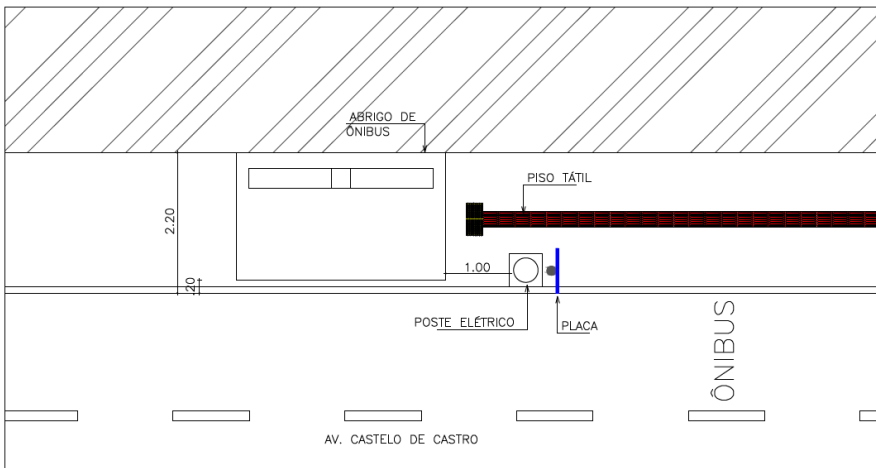 ABRIGO DE
ÔNIBUS
PISO TÁTIL
2.20
1.00
.20
POSTE ELÉTRICO
PLACA
ÔNIBUS
AV. CASTELO DE CASTRO